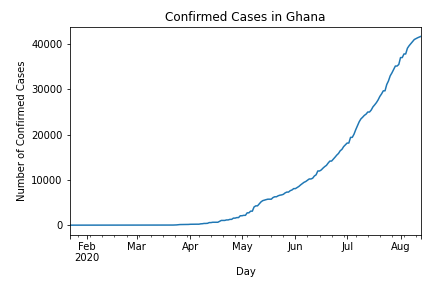 Confirmed Cases in Ghana
Number of Confirmed Cases
40000
30000
20000
10000
0
Feb Mar Apr May Jun Jul Aug
2020
Day